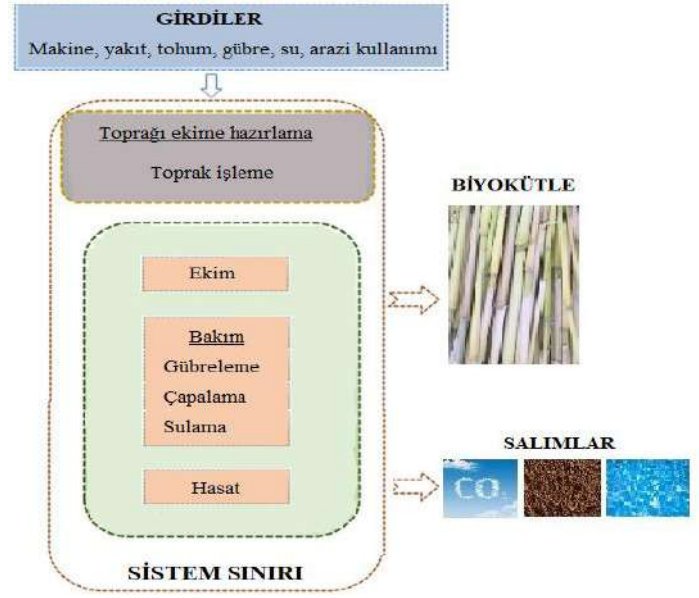 GİRDİLER
Makine, yakıt, tohum, gübre, su, arazi kullanımı
Toprağı ekime hazırlama
Toprak işleme
Ekim
Bakım
Gübreleme
Çapalama
Sulama
Hasat
SİSTEM SINIRI
BİYOKÜTLE
SALIMLAR
CO₂